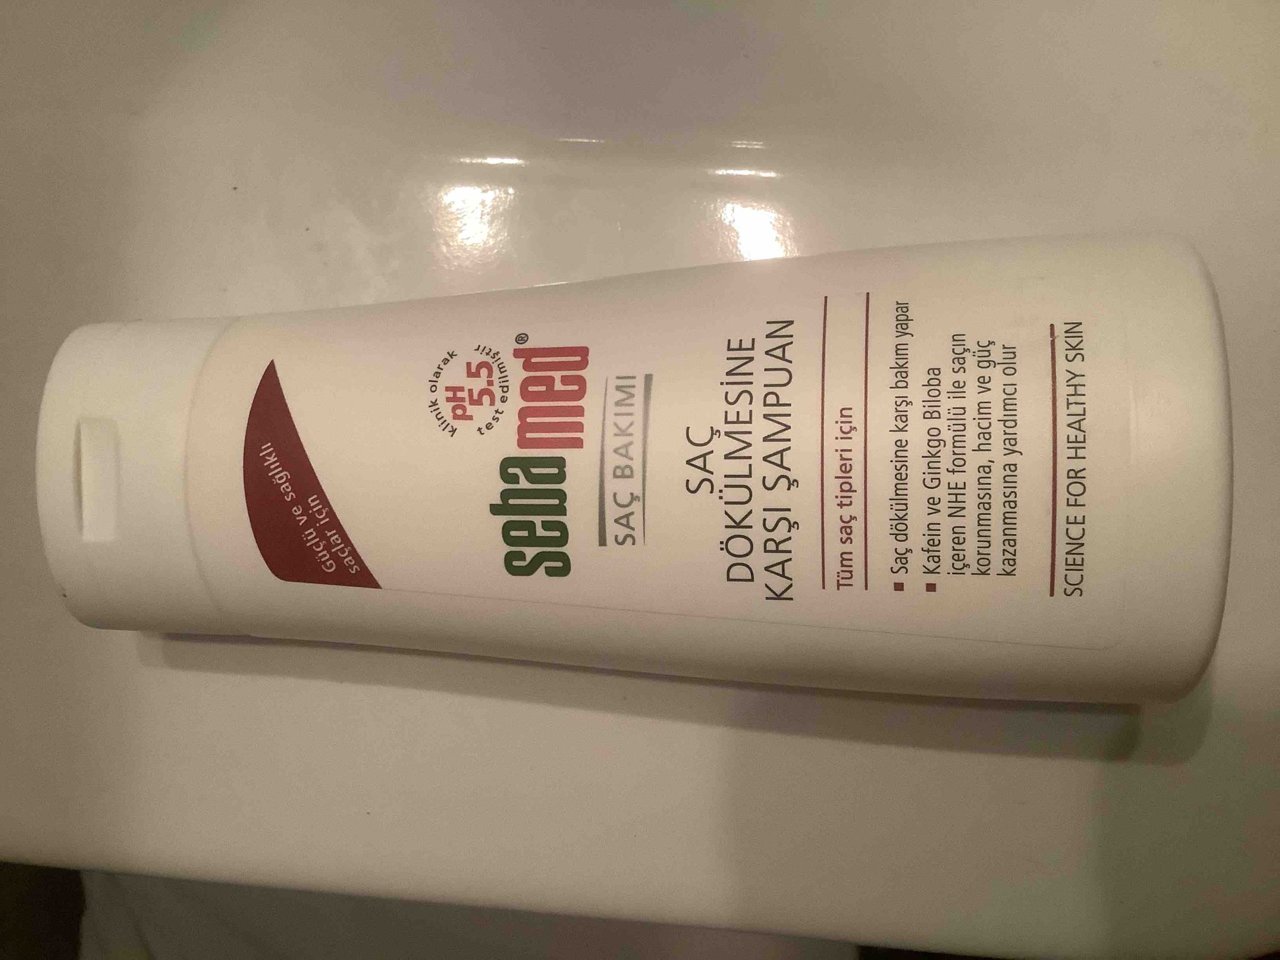 Güçlü ve sağlıklı
saçlar için
klinik olarak
pH
5.5
test edilmiştir
sebamed®
SAÇ BAKIMI
SAÇ
DÖKÜLMESİNE
KARŞI ŞAMPUAN
Tüm saç tipleri için
▪ Saç dökülmesine karşı bakım yapar
▪ Kafein ve Ginkgo Biloba
içeren NHE formülü ile saçın
korunmasına, hacim ve güç
kazanmasına yardımcı olur
SCIENCE FOR HEALTHY SKIN